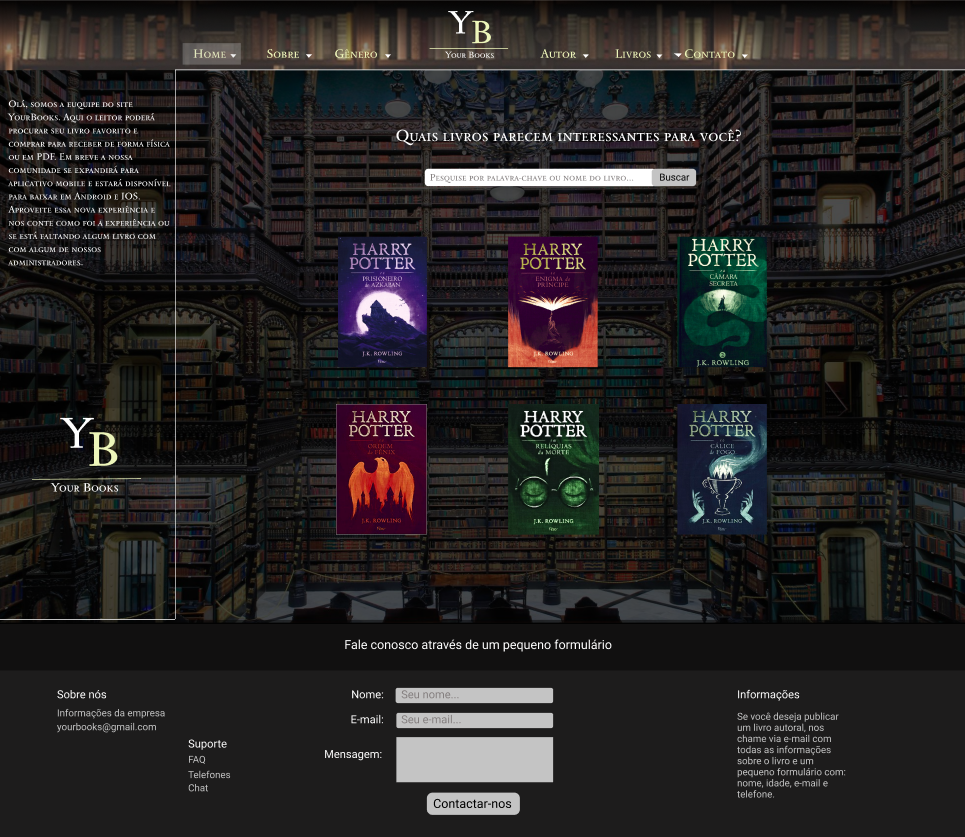 Y
B
Your Books
Home
Sobre
Gênero
Autor
Livros
Contato
Olá, somos a euquipe do site
YourBooks. Aqui o leitor poderá
procurar seu livro favorito e
comprar para receber de forma física
ou em PDF. Em breve a nossa
comunidade se expandirá para
aplicativo mobile e estará disponível
para baixar em Android e IOS.
Aproveite essa nova experiência e
nos conte como foi a experiência ou
se está faltando algum livro com
com algum de nossos
administradores.
Y
B
Your Books
Quais livros parecem interessantes para você?
Pesquise por palavra-chave ou nome do livro...
Buscar
HARRY
POTTER
e o
PRISIONEIRO
de AZKABAN
J.K. ROWLING
HARRY
POTTER
ENIGMA do
PRÍNCIPE
J.K. ROWLING
HARRY
POTTER
CÂMARA
SECRETA
J.K. ROWLING
HARRY
POTTER
ORDEM
da FÊNIX
J.K. ROWLING
HARRY
POTTER
RELÍQUIAS
da MORTE
J.K. ROWLING
HARRY
POTTER
CÁLICE
de FOGO
J.K. ROWLING
Fale conosco através de um pequeno formulário
Sobre nós
Informações da empresa
yourbooks@gmail.com
Suporte
FAQ
Telefones
Chat
Nome:
Seu nome...
E-mail:
Seu e-mail...
Mensagem:
Contactar-nos
Informações
Se você deseja publicar
um livro autoral, nos
chame via e-mail com
todas as informações
sobre o livro e um
pequeno formulário com:
nome, idade, e-mail e
telefone.